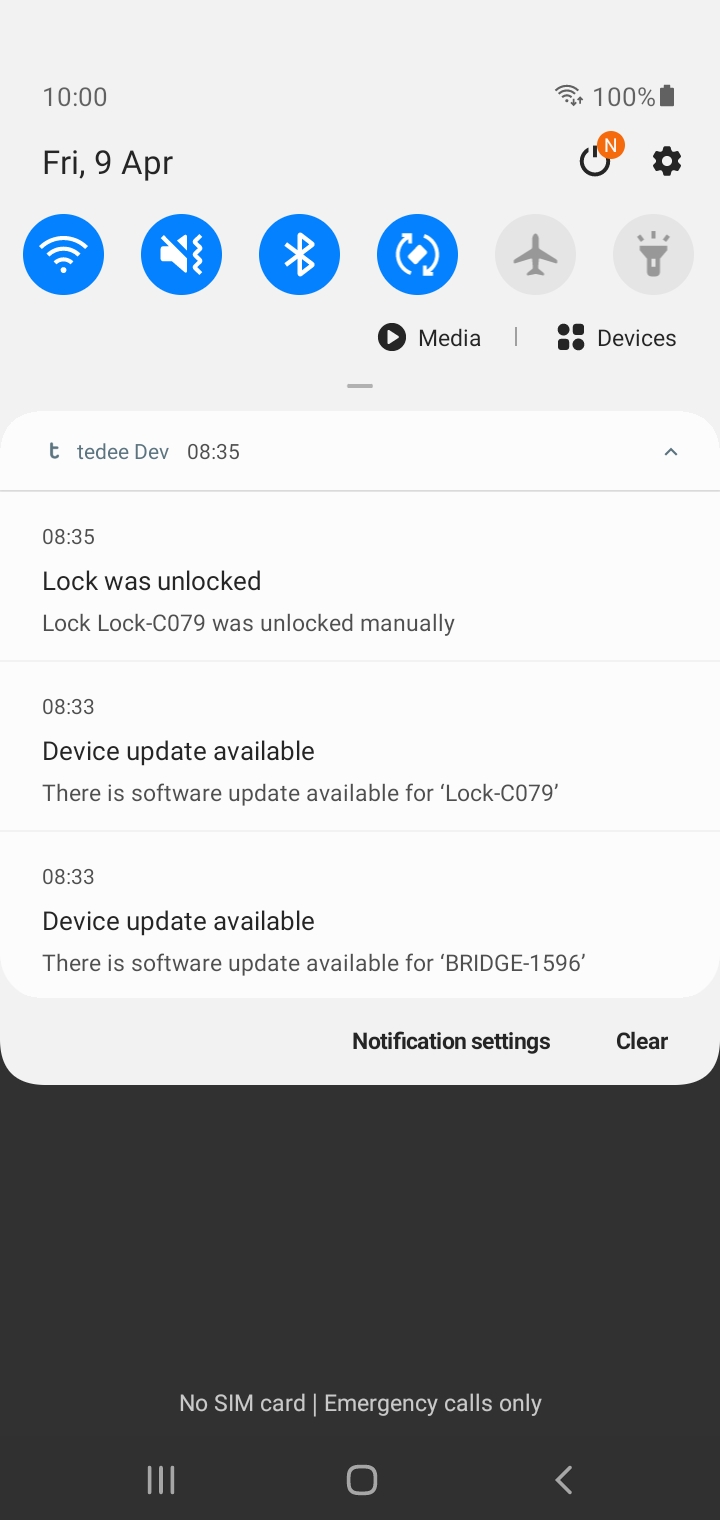 10:00 100%
Fri, 9 Apr N
Media | Devices
t tedee Dev 08:35
08:35
Lock was unlocked
Lock Lock-C079 was unlocked manually
08:33
Device update available
There is software update available for ‘Lock-C079’
08:33
Device update available
There is software update available for ‘BRIDGE-1596’
Notification settings Clear
No SIM card | Emergency calls only